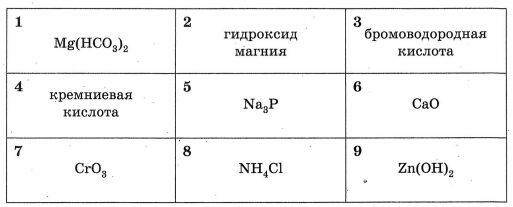 1
Mg(HCO₃)₂
2
гидроксид
магния
3
бромоводородная
кислота
4
кремниевая
кислота
5
Na₃P
6
CaO
7
CrO₃
8
NH₄Cl
9
Zn(OH)₂